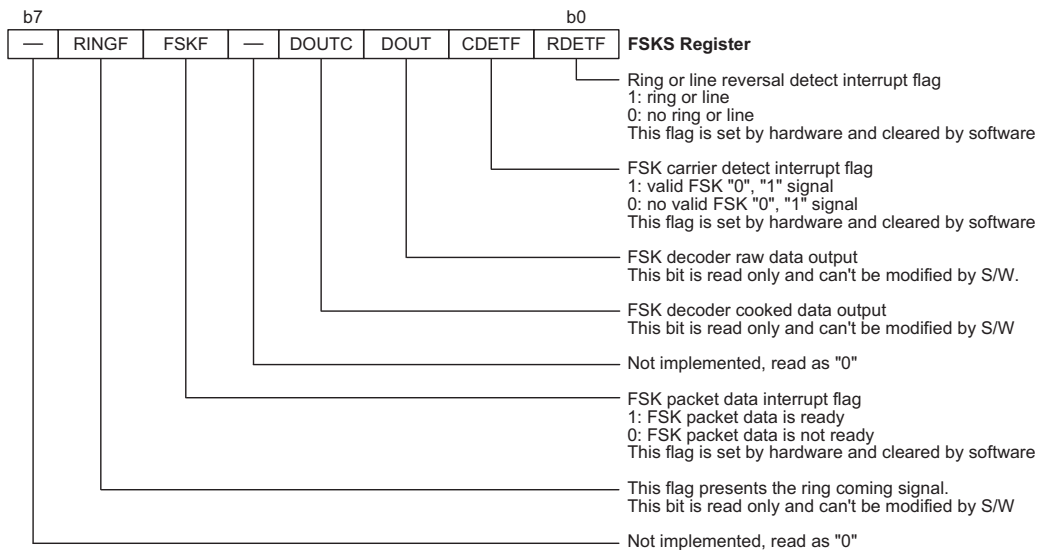 b7 b0
— RINGF FSKF — DOUTC DOUT CDETF RDETF FSKS Register
Ring or line reversal detect interrupt flag
1: ring or line
0: no ring or line
This flag is set by hardware and cleared by software
FSK carrier detect interrupt flag
1: valid FSK "0", "1" signal
0: no valid FSK "0", "1" signal
This flag is set by hardware and cleared by software
FSK decoder raw data output
This bit is read only and can't be modified by S/W.
FSK decoder cooked data output
This bit is read only and can't be modified by S/W
Not implemented, read as "0"
FSK packet data interrupt flag
1: FSK packet data is ready
0: FSK packet data is not ready
This flag is set by hardware and cleared by software
This flag presents the ring coming signal.
This bit is read only and can't be modified by S/W
Not implemented, read as "0"